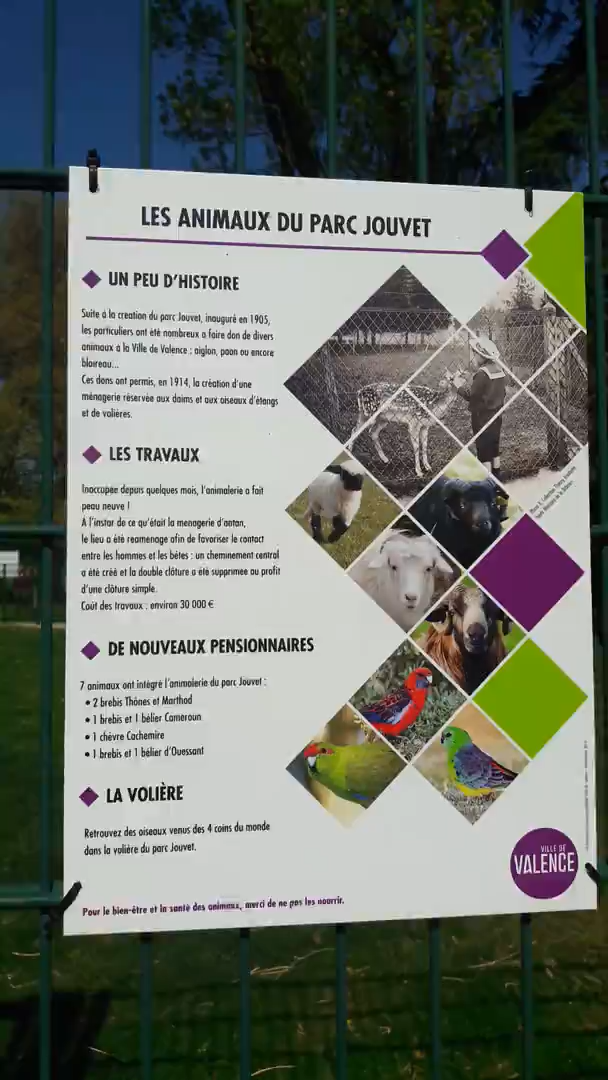 LES ANIMAUX DU PARC JOUVET
UN PEU D'HISTOIRE
Suite à la création du parc Jouvet, inauguré en 1905,
les particuliers ont été nombreux à faire don de divers
animaux à la Ville de Valence : aiglon, paon ou encore
blaireau...
Ces dons ont permis, en 1914, la création d'une
ménagerie réservée aux daims et aux oiseaux d'étangs
et de volières.
LES TRAVAUX
Inoccupée depuis quelques mois, l'animalerie a fait
peau neuve !
A l'instar de ce qu'était la ménagerie d'antan,
le lieu a été réaménagé afin de favoriser le contact
entre les hommes et les bêtes : un cheminement central
a été créé et la double clôture a été supprimée au profit
d'une clôture simple.
Coût des travaux : environ 30 000 €
DE NOUVEAUX PENSIONNAIRES
7 animaux ont intégré l'animalerie du parc Jouvet :
• 2 brebis Thônes et Marthod
• 1 brebis et 1 bélier Cameroun
• 1 chèvre Cachemire
• 1 brebis et 1 bélier d'Ouessant
LA VOLIÈRE
Retrouvez des oiseaux venus des 4 coins du monde
dans la volière du parc Jouvet.
VILLE DE
VALENCE
Pour le bien-être et la santé des animaux, merci de ne pas les nourrir.